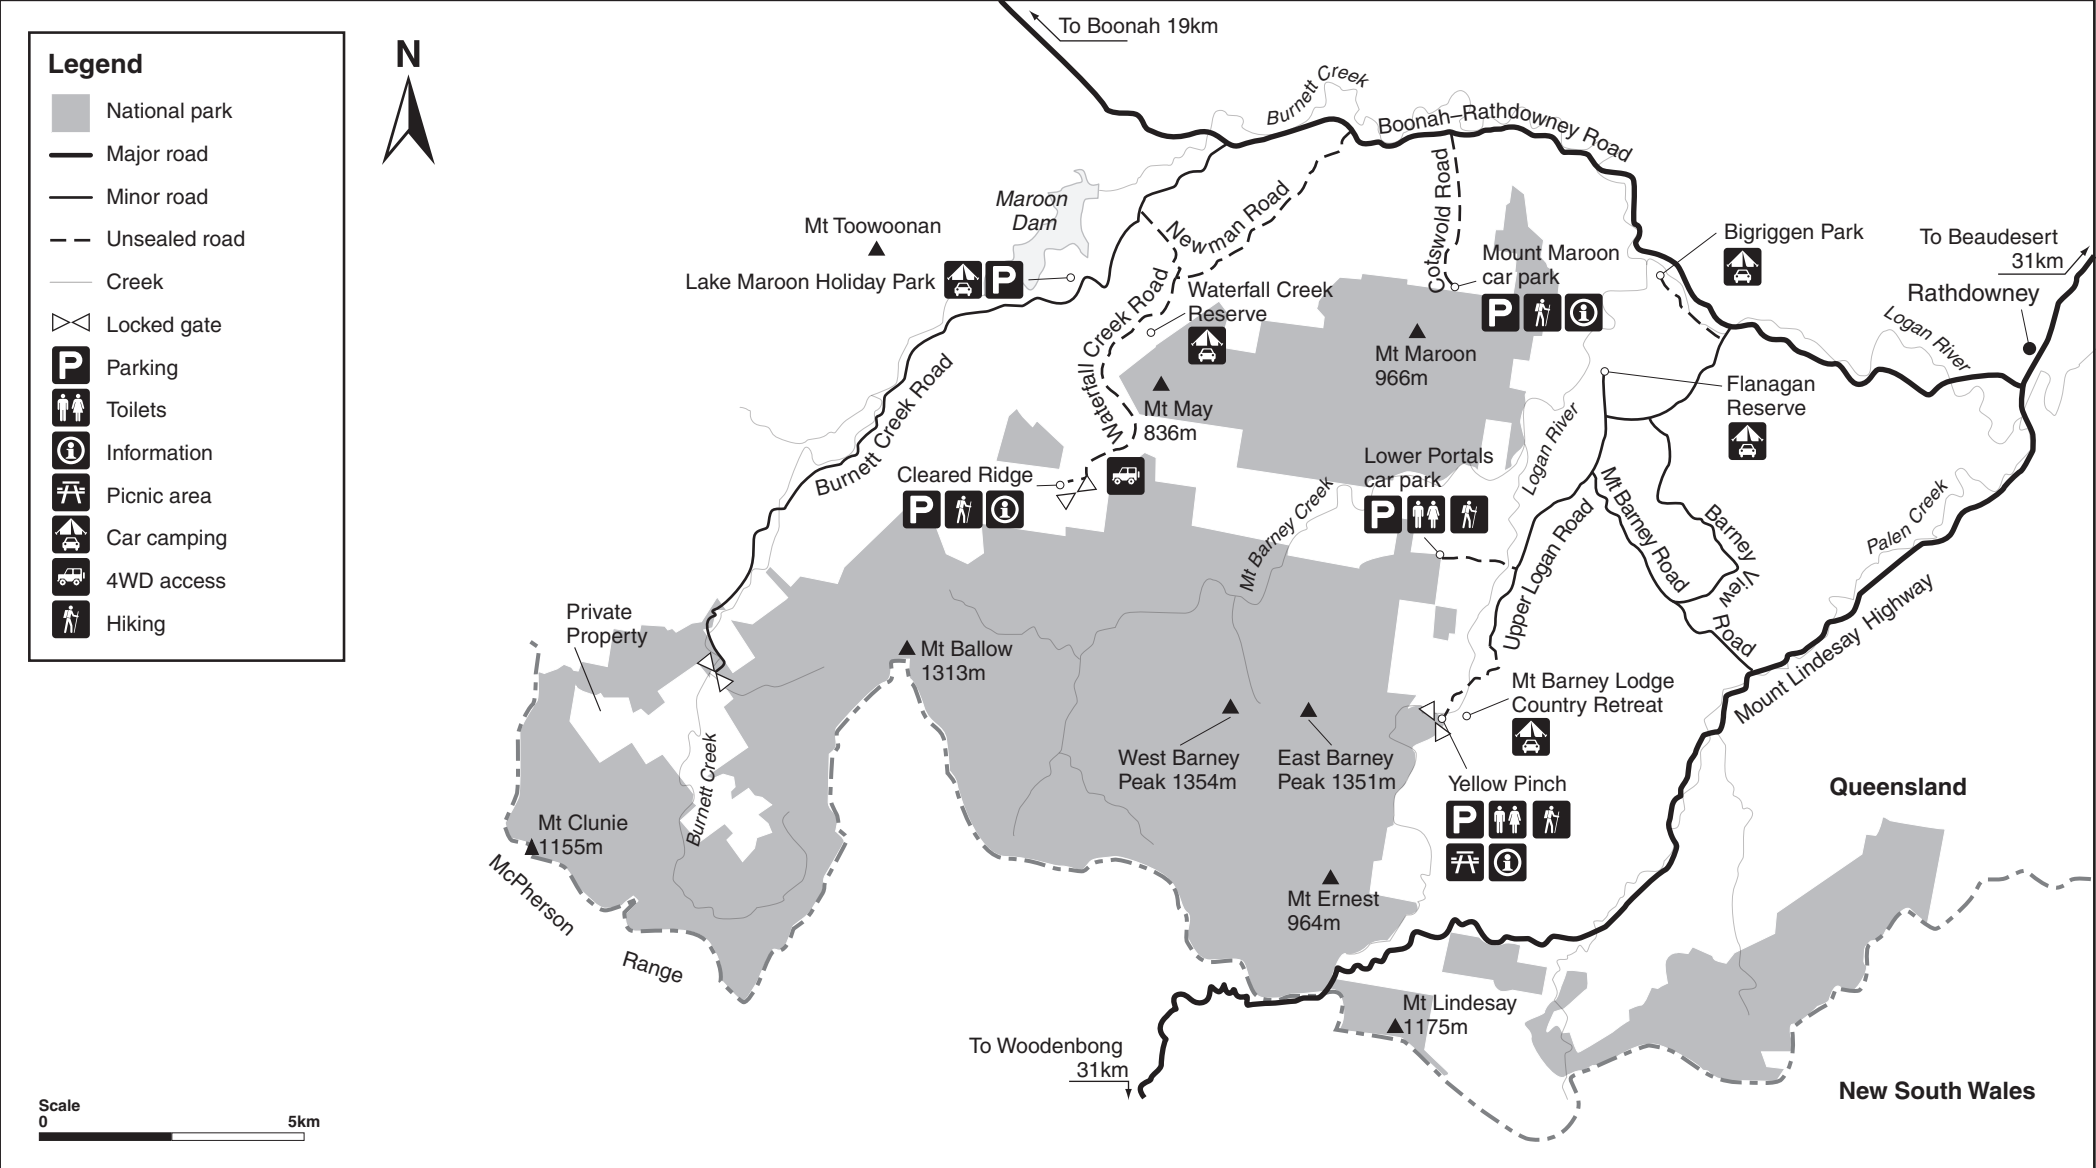 Legend
National park
Major road
Minor road
Unsealed road
Creek
Locked gate
P Parking
Toilets
i Information
Picnic area
Car camping
4WD access
Hiking
N
To Boonah 19km
Burnett Creek
Boonah–Rathdowney Road
Maroon
Dam
Mt Toowoonan
Lake Maroon Holiday Park P
Newman Road
Cotswold Road
Mount Maroon
car park
P i
Bigriggen Park
To Beaudesert
31km
Rathdowney
Logan River
Waterfall Creek Road
Waterfall Creek
Reserve
Mt Maroon
966m
Mt May
836m
Flanagan
Reserve
Burnett Creek Road
Cleared Ridge
P i
Lower Portals
car park
P
Logan River
Mt Barney Creek
Upper Logan Road
Mt Barney Road
Barney View Road
Palen Creek
Mount Lindesay Highway
Private
Property
Mt Ballow
1313m
Mt Barney Lodge
Country Retreat
West Barney
Peak 1354m
East Barney
Peak 1351m
Yellow Pinch
P
i
Burnett Creek
Mt Clunie
1155m
McPherson
Range
Mt Ernest
964m
Queensland
Mt Lindesay
1175m
To Woodenbong
31km
New South Wales
Scale
0 5km